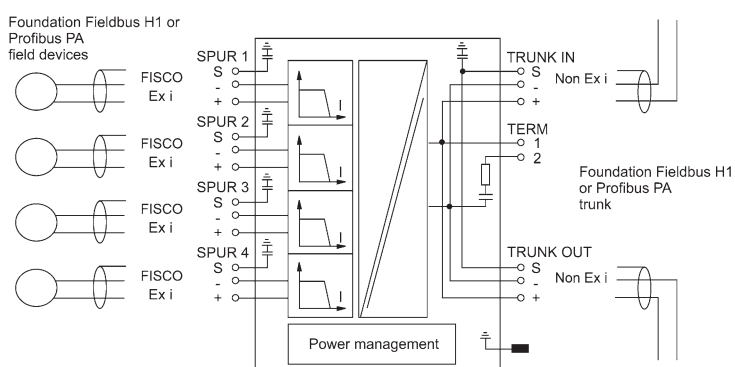 Foundation Fieldbus H1 or
Profibus PA
field devices
SPUR 1
S
-
+
FISCO
Ex i
SPUR 2
S
-
+
FISCO
Ex i
SPUR 3
S
-
+
FISCO
Ex i
SPUR 4
S
-
+
FISCO
Ex i
I
I
I
I
Power management
TRUNK IN
S
-
+
Non Ex i
TERM
1
2
Foundation Fieldbus H1
or Profibus PA
trunk
TRUNK OUT
S
-
+
Non Ex i